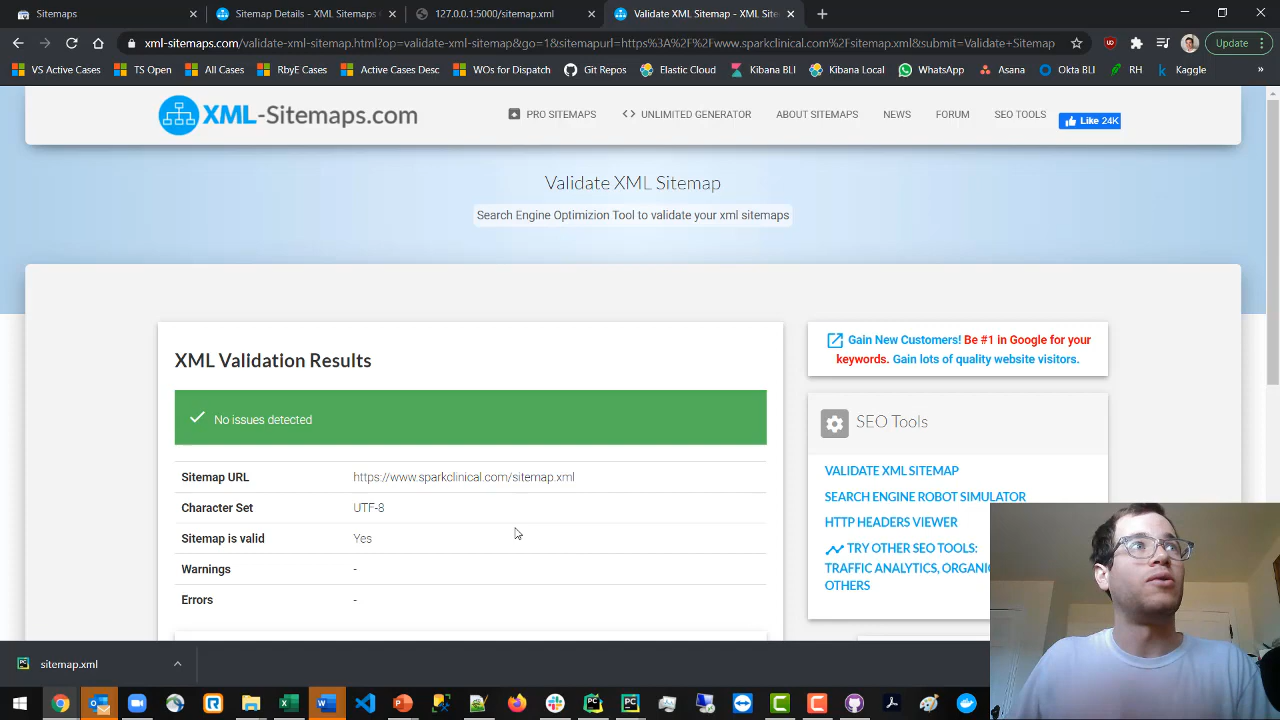 Sitemaps
Sitemap Details - XML Sitemaps
127.0.0.1:5000/sitemap.xml
Validate XML Sitemap - XML Site
xml-sitemaps.com/validate-xml-sitemap.html?op=validate-xml-sitemap&go=1&sitemapurl=https%3A%2F%2Fwww.sparkclinical.com%2Fsitemap.xml&submit=Validate+Sitemap
Update
VS Active Cases
TS Open
All Cases
RbyE Cases
Active Cases Desc
WOs for Dispatch
Git Repos
Elastic Cloud
Kibana BLI
Kibana Local
WhatsApp
Asana
Okta BLI
RH
Kaggle
»
XML-Sitemaps.com
PRO SITEMAPS
UNLIMITED GENERATOR
ABOUT SITEMAPS
NEWS
FORUM
SEO TOOLS
Like 24K
Validate XML Sitemap
Search Engine Optimizion Tool to validate your xml sitemaps
XML Validation Results
No issues detected
Sitemap URL https://www.sparkclinical.com/sitemap.xml
Character Set UTF-8
Sitemap is valid Yes
Warnings -
Errors -
Gain New Customers! Be #1 in Google for your
keywords. Gain lots of quality website visitors.
SEO Tools
VALIDATE XML SITEMAP
SEARCH ENGINE ROBOT SIMULATOR
HTTP HEADERS VIEWER
TRY OTHER SEO TOOLS:
TRAFFIC ANALYTICS, ORGANI
OTHERS
sitemap.xml